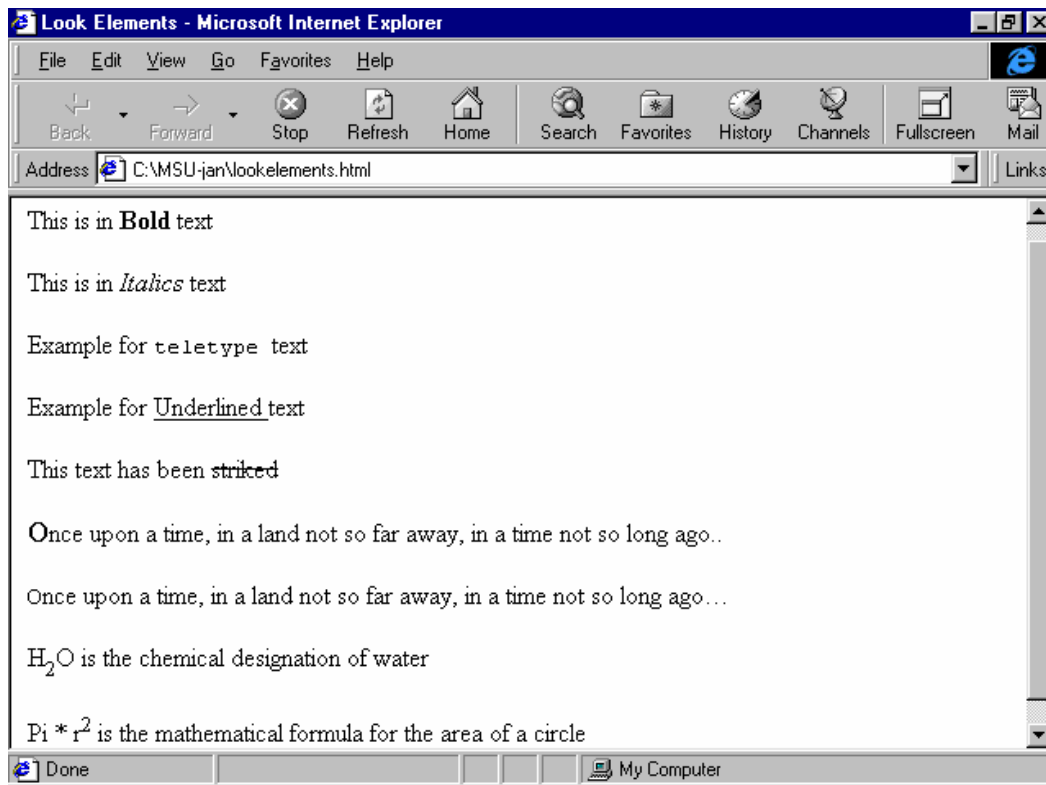 Look Elements - Microsoft Internet Explorer
File Edit View Go Favorites Help
Back Forward Stop Refresh Home Search Favorites History Channels Fullscreen Mail
Address C:\MSU-jan\lookelements.html Links
This is in Bold text
This is in Italics text
Example for teletype text
Example for Underlined text
This text has been striked
Once upon a time, in a land not so far away, in a time not so long ago..
Once upon a time, in a land not so far away, in a time not so long ago…
H₂O is the chemical designation of water
Pi * r² is the mathematical formula for the area of a circle
Done My Computer